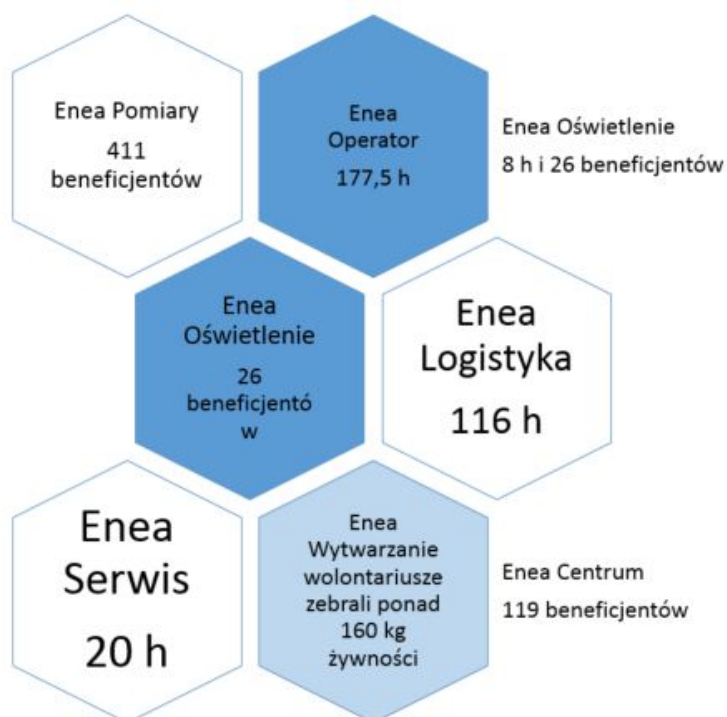 Enea Pomiary
411
beneficjentów
Enea
Operator
177,5 h
Enea Oświetlenie
8 h i 26 beneficjentów
Enea
Oświetlenie
26
beneficjentó
w
Enea
Logistyka
116 h
Enea
Serwis
20 h
Enea
Wytwarzanie
wolontariusze
zebrali ponad
160 kg
żywności
Enea Centrum
119 beneficjentów